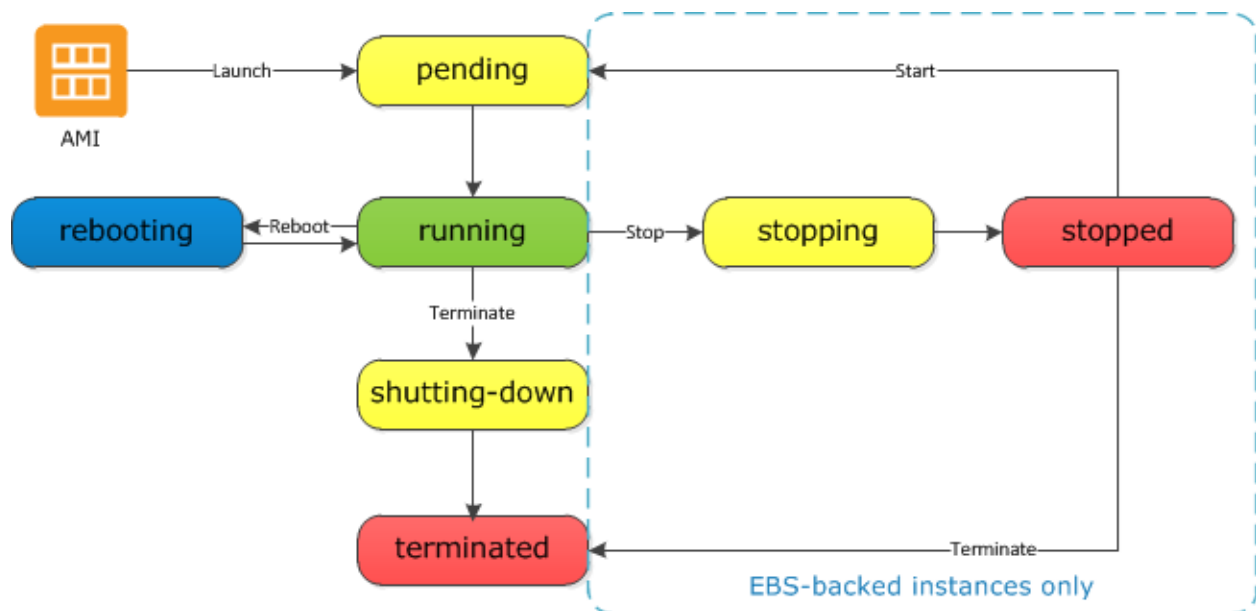 Launch
pending
Start
AMI
rebooting
Reboot
running
Stop
stopping
stopped
Terminate
shutting-down
terminated
Terminate
EBS-backed instances only